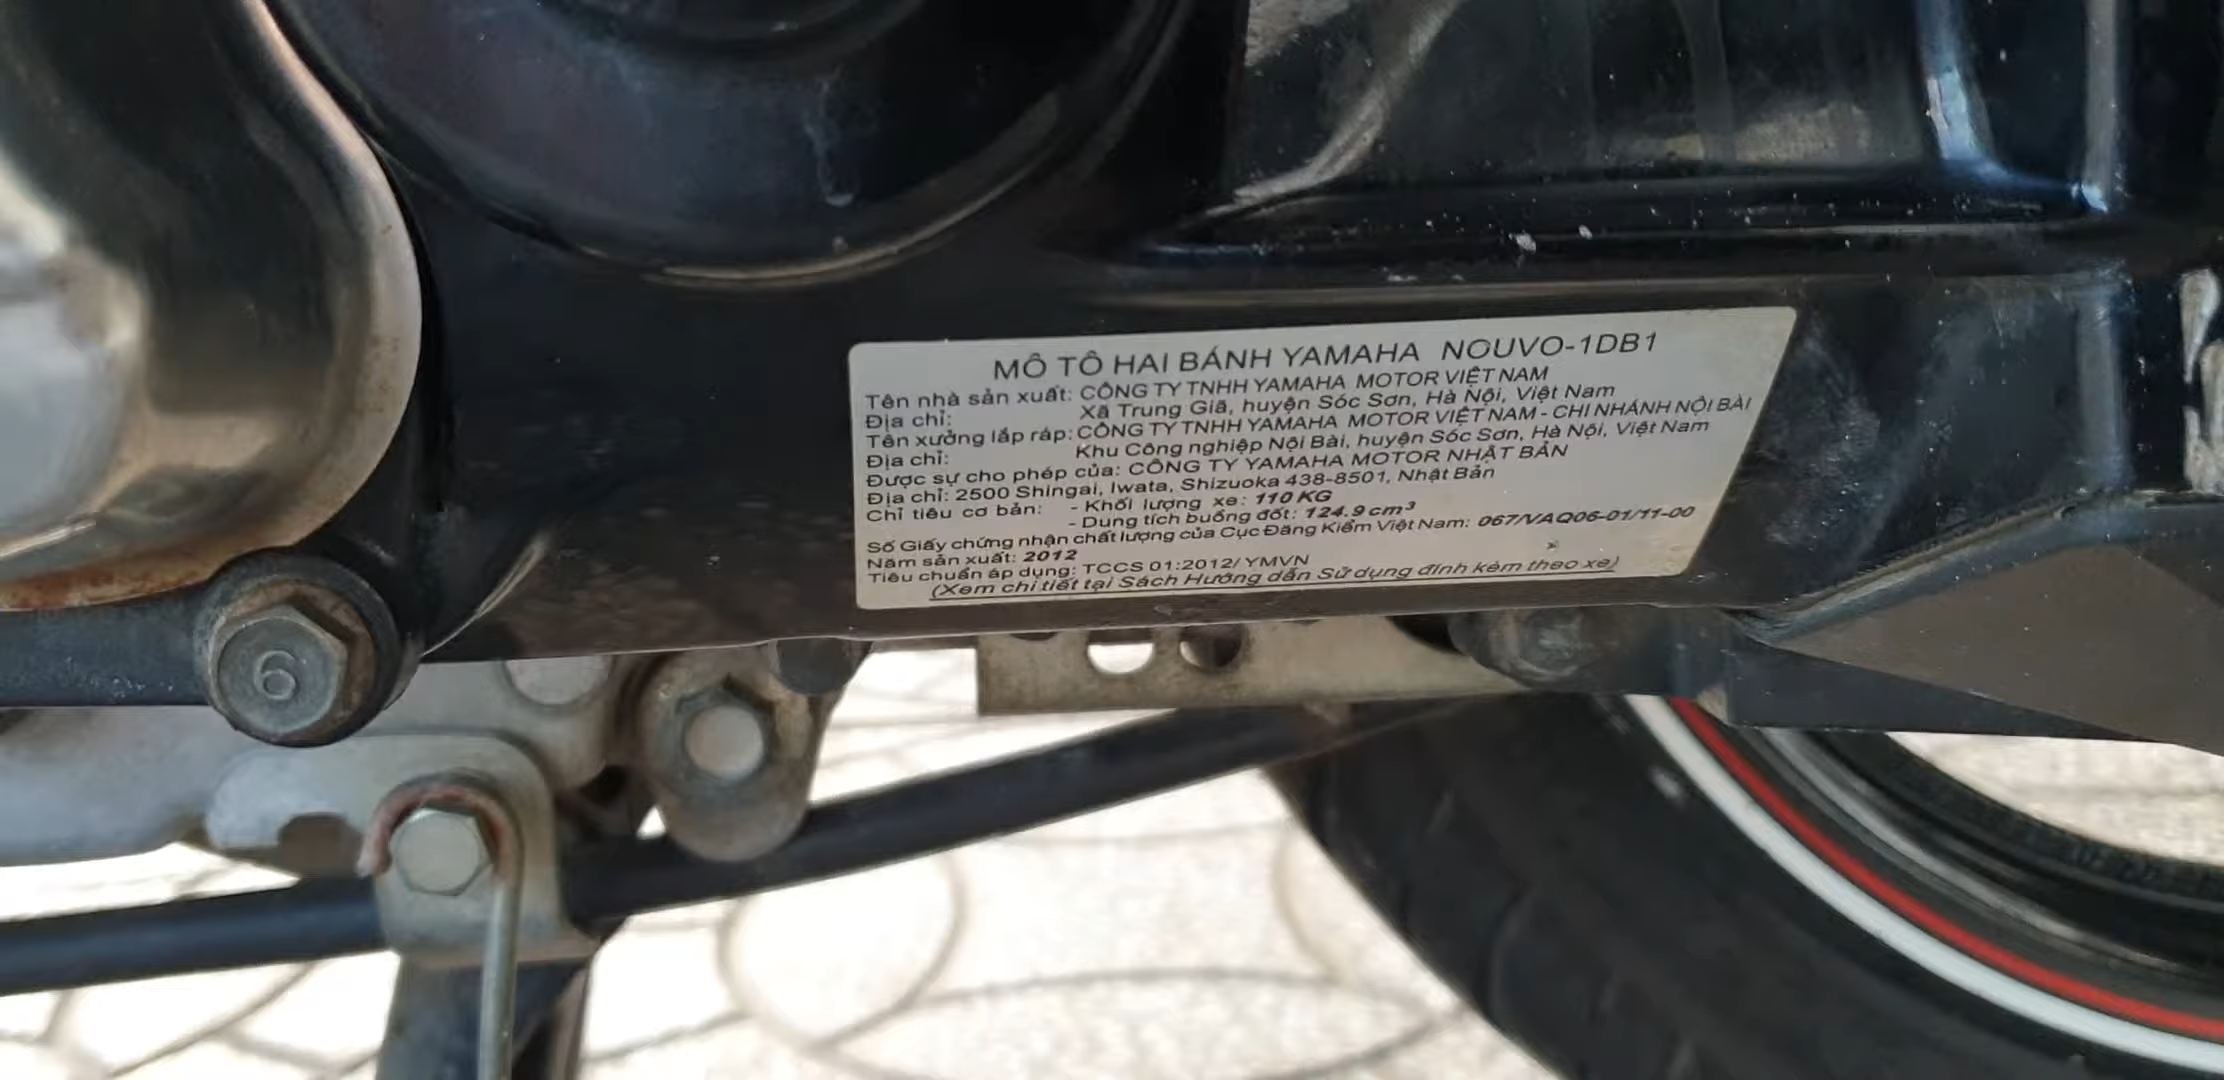 MÔ TÔ HAI BÁNH YAMAHA NOUVO-1DB1
Tên nhà sản xuất: CÔNG TY TNHH YAMAHA MOTOR VIỆT NAM
Địa chỉ: Xã Trung Giã, huyện Sóc Sơn, Hà Nội, Việt Nam
Tên xưởng lắp ráp: CÔNG TY TNHH YAMAHA MOTOR VIỆT NAM - CHI NHÁNH NỘI BÀI
Địa chỉ: Khu Công nghiệp Nội Bài, huyện Sóc Sơn, Hà Nội, Việt Nam
Được sự cho phép của: CÔNG TY YAMAHA MOTOR NHẬT BẢN
Địa chỉ: 2500 Shingai, Iwata, Shizuoka 438-8501, Nhật Bản
Chỉ tiêu cơ bản: - Khối lượng xe: 110 KG
- Dung tích buồng đốt: 124.9 cm³
Số Giấy chứng nhận chất lượng của Cục Đăng Kiểm Việt Nam: 067/VAQ06-01/11-00
Năm sản xuất: 2012
Tiêu chuẩn áp dụng: TCCS 01:2012/YMVN
(Xem chi tiết tại Sách Hướng dẫn Sử dụng đính kèm theo xe)
6